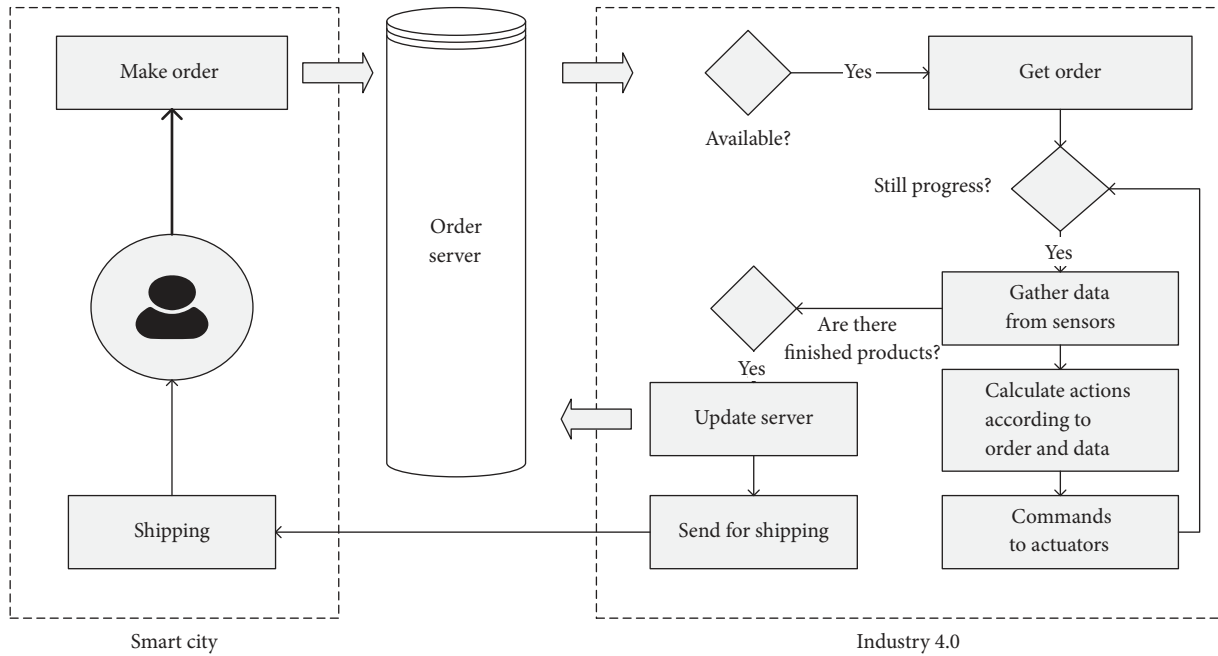 Make order
Order
server
Shipping
Smart city
Available?
Yes
Get order
Still progress?
Yes
Gather data
from sensors
Are there
finished products?
Yes
Update server
Calculate actions
according to
order and data
Send for shipping
Commands
to actuators
Industry 4.0